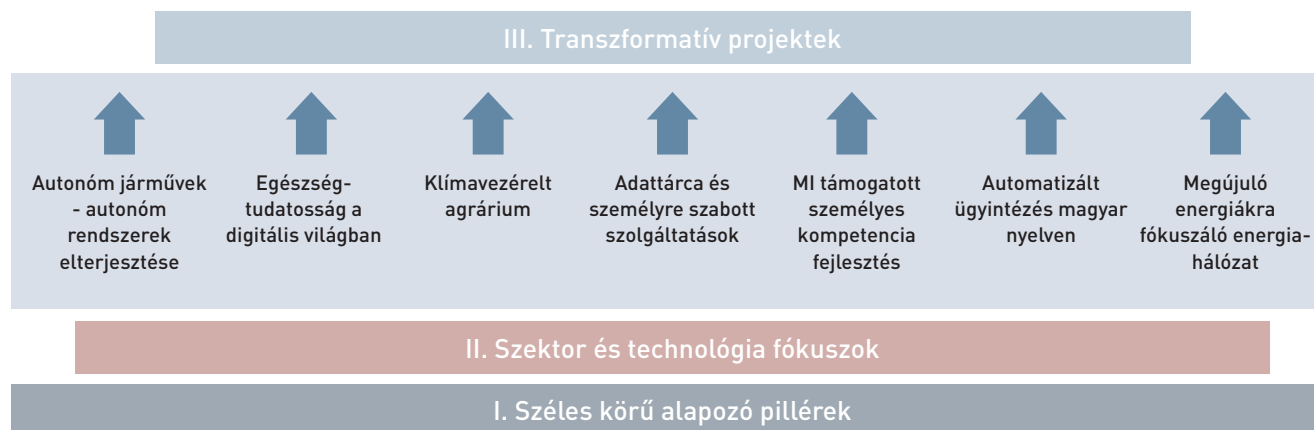 III. Transzformatív projektek
Autonóm járművek
- autonóm
rendszerek
elterjesztése
Egészség-
tudatosság a
digitális világban
Klímavezérelt
agrárium
Adattárca és
személyre szabott
szolgáltatások
MI támogatott
személyes
kompetencia
fejlesztés
Automatizált
ügyintézés magyar
nyelven
Megújuló
energiákra
fókuszáló energia-
hálózat
II. Szektor és technológia fókuszok
I. Széles körű alapozó pillérek